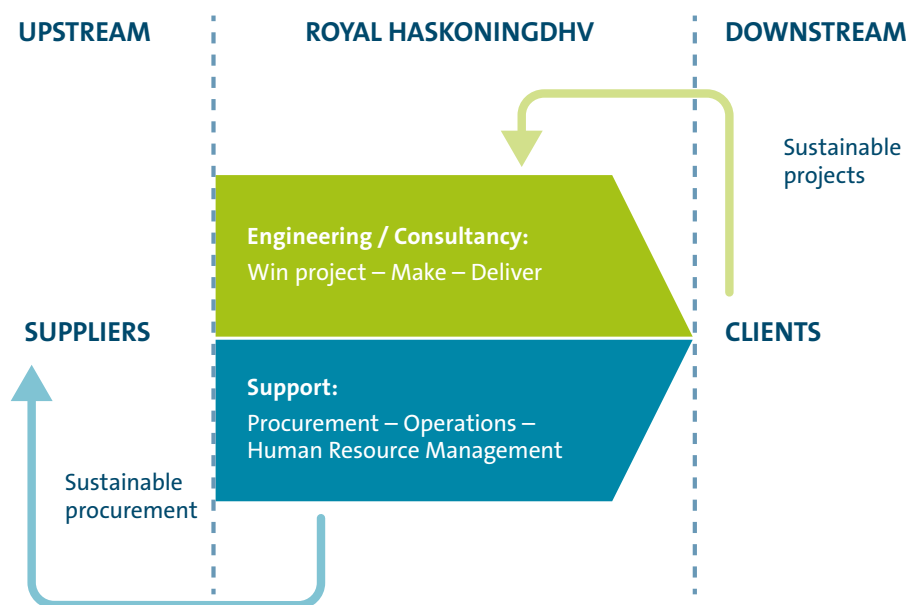 UPSTREAM
ROYAL HASKONINGDHV
DOWNSTREAM
Sustainable
projects
Engineering / Consultancy:
Win project – Make – Deliver
SUPPLIERS
CLIENTS
Support:
Procurement – Operations –
Human Resource Management
Sustainable
procurement